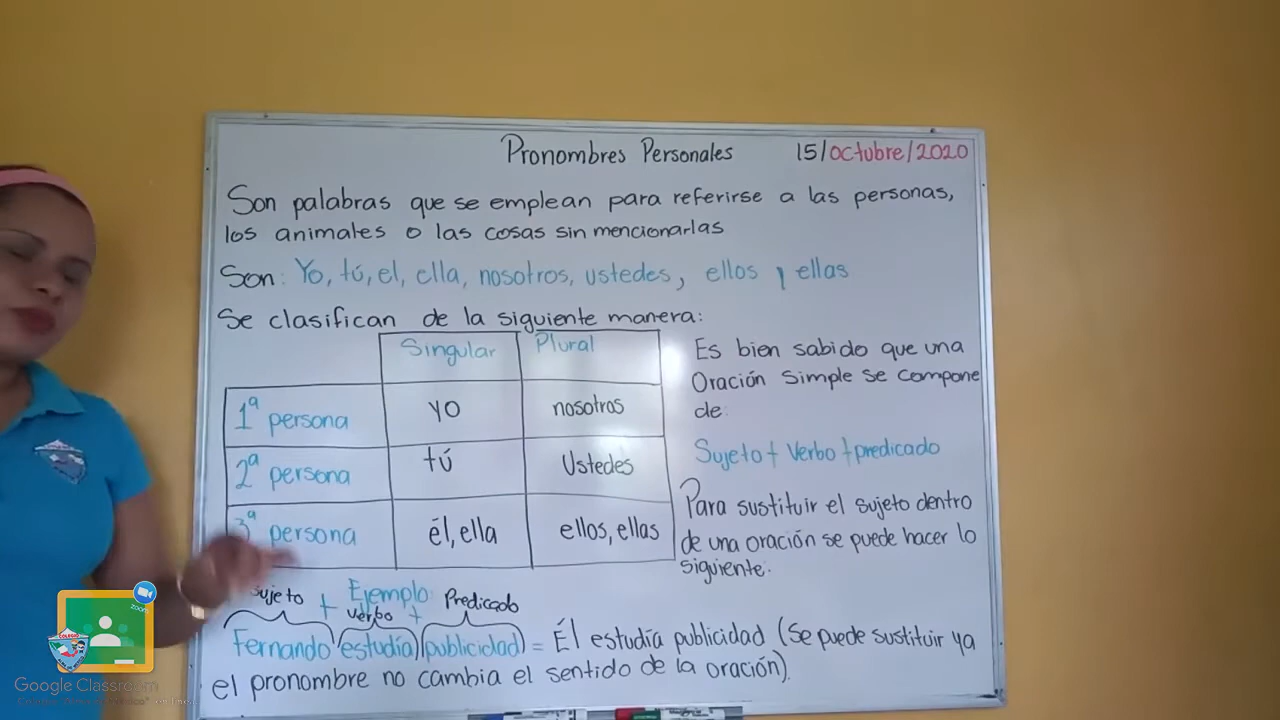 Pronombres Personales 15/octubre/2020
Son palabras que se emplean para referirse a las personas,
los animales o las cosas sin mencionarlas
Son: Yo, tú, el, ella, nosotros, ustedes, ellos y ellas
Se clasifican de la siguiente manera:
Singular Plural
1ª persona yo nosotros
2ª persona tú Ustedes
3ª persona él, ella ellos, ellas
Es bien sabido que una
Oración Simple se compone
de:
Sujeto + Verbo + predicado
Para sustituir el sujeto dentro
de una oración se puede hacer lo
siguiente:
Ejemplo:
Sujeto + verbo + Predicado
Fernando estudía publicidad = Él estudía publicidad (Se puede sustituir ya
el pronombre no cambia el sentido de la oración).
zoom
COLEGIO
Google Classroom